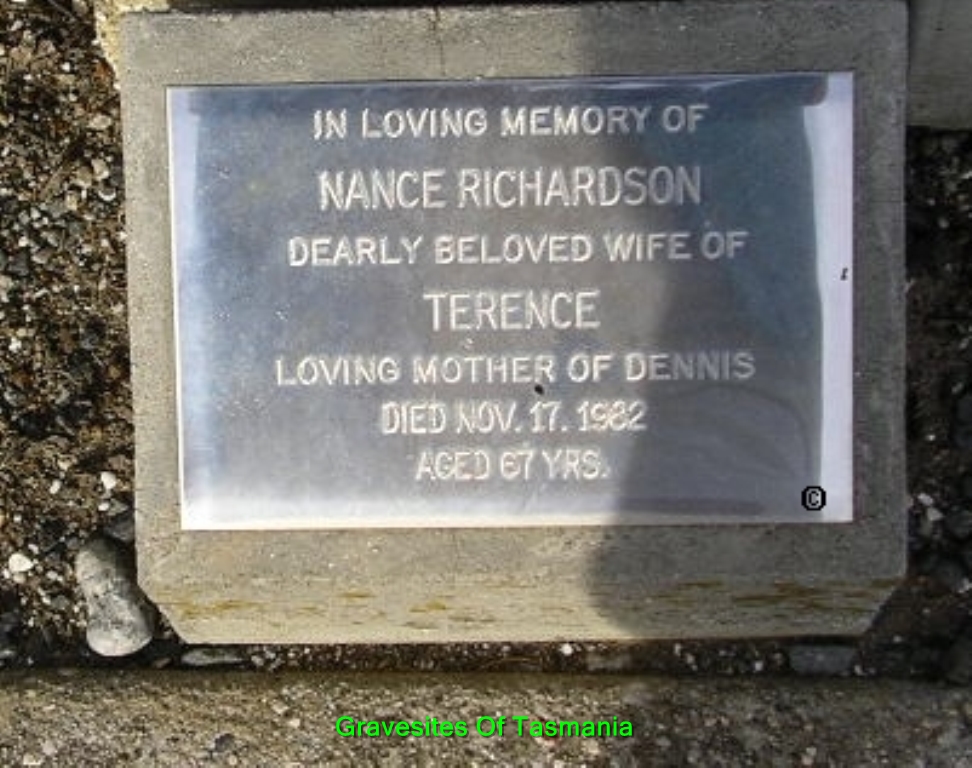 IN LOVING MEMORY OF
NANCE RICHARDSON
DEARLY BELOVED WIFE OF
TERENCE
LOVING MOTHER OF DENNIS
DIED NOV. 17. 1982
AGED 67 YRS.
©
Gravesites Of Tasmania